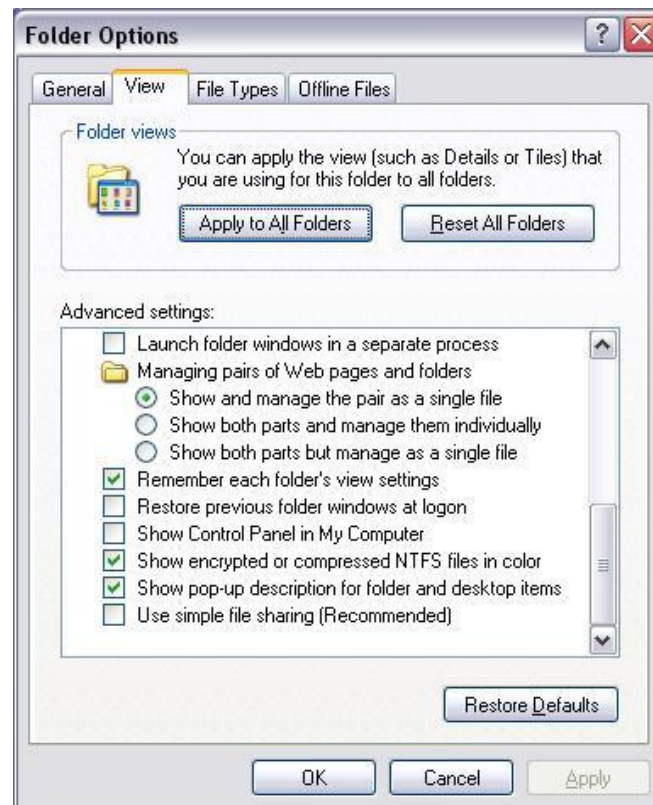 Folder Options
General View File Types Offline Files
Folder views
You can apply the view (such as Details or Tiles) that
you are using for this folder to all folders.
Apply to All Folders Reset All Folders
Advanced settings:
Launch folder windows in a separate process
Managing pairs of Web pages and folders
Show and manage the pair as a single file
Show both parts and manage them individually
Show both parts but manage as a single file
Remember each folder's view settings
Restore previous folder windows at logon
Show Control Panel in My Computer
Show encrypted or compressed NTFS files in color
Show pop-up description for folder and desktop items
Use simple file sharing (Recommended)
Restore Defaults
OK Cancel Apply